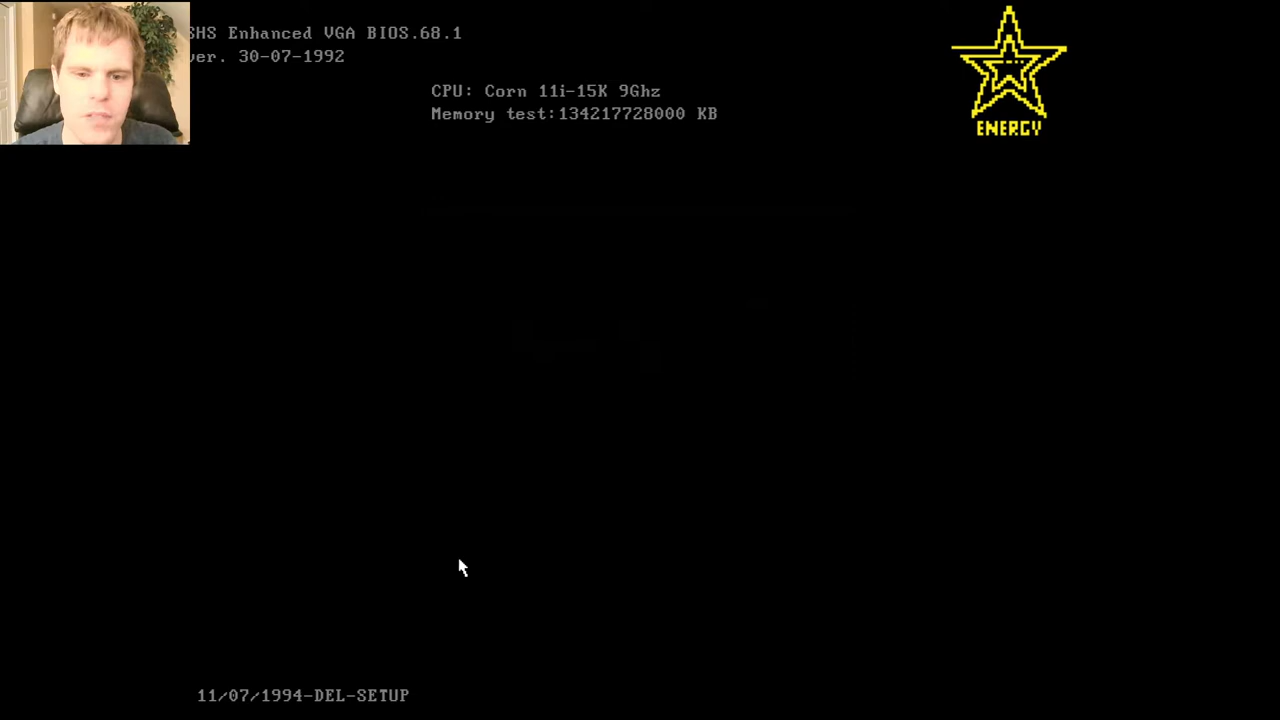 SHS Enhanced VGA BIOS.68.1
ver. 30-07-1992
CPU: Corn 11i-15K 9Ghz
Memory test:134217728000 KB
ENERGY
11/07/1994-DEL-SETUP